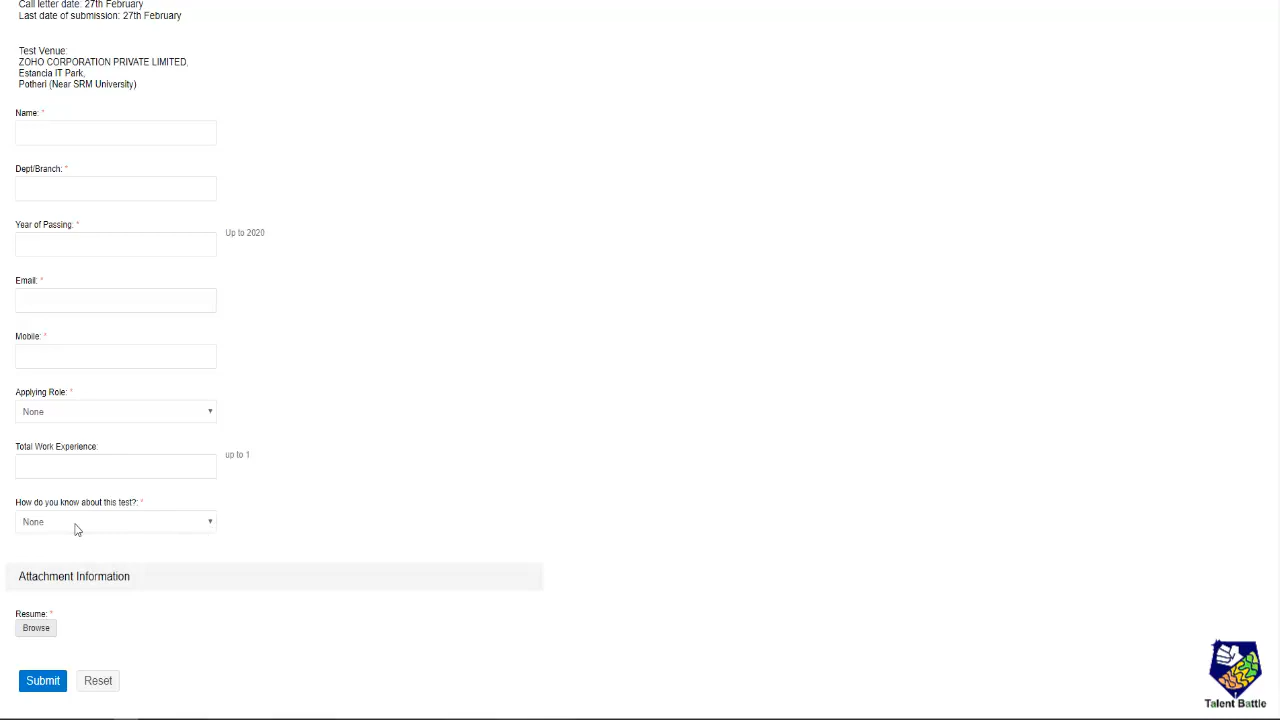 Call letter date: 27th February
Last date of submission: 27th February
Test Venue:
ZOHO CORPORATION PRIVATE LIMITED,
Estancia IT Park,
Potheri (Near SRM University)
Name: *
Dept/Branch: *
Year of Passing: *
Up to 2020
Email: *
Mobile: *
Applying Role: *
None
Total Work Experience:
up to 1
How do you know about this test?: *
None
Attachment Information
Resume: *
Browse
Submit Reset
Talent Battle